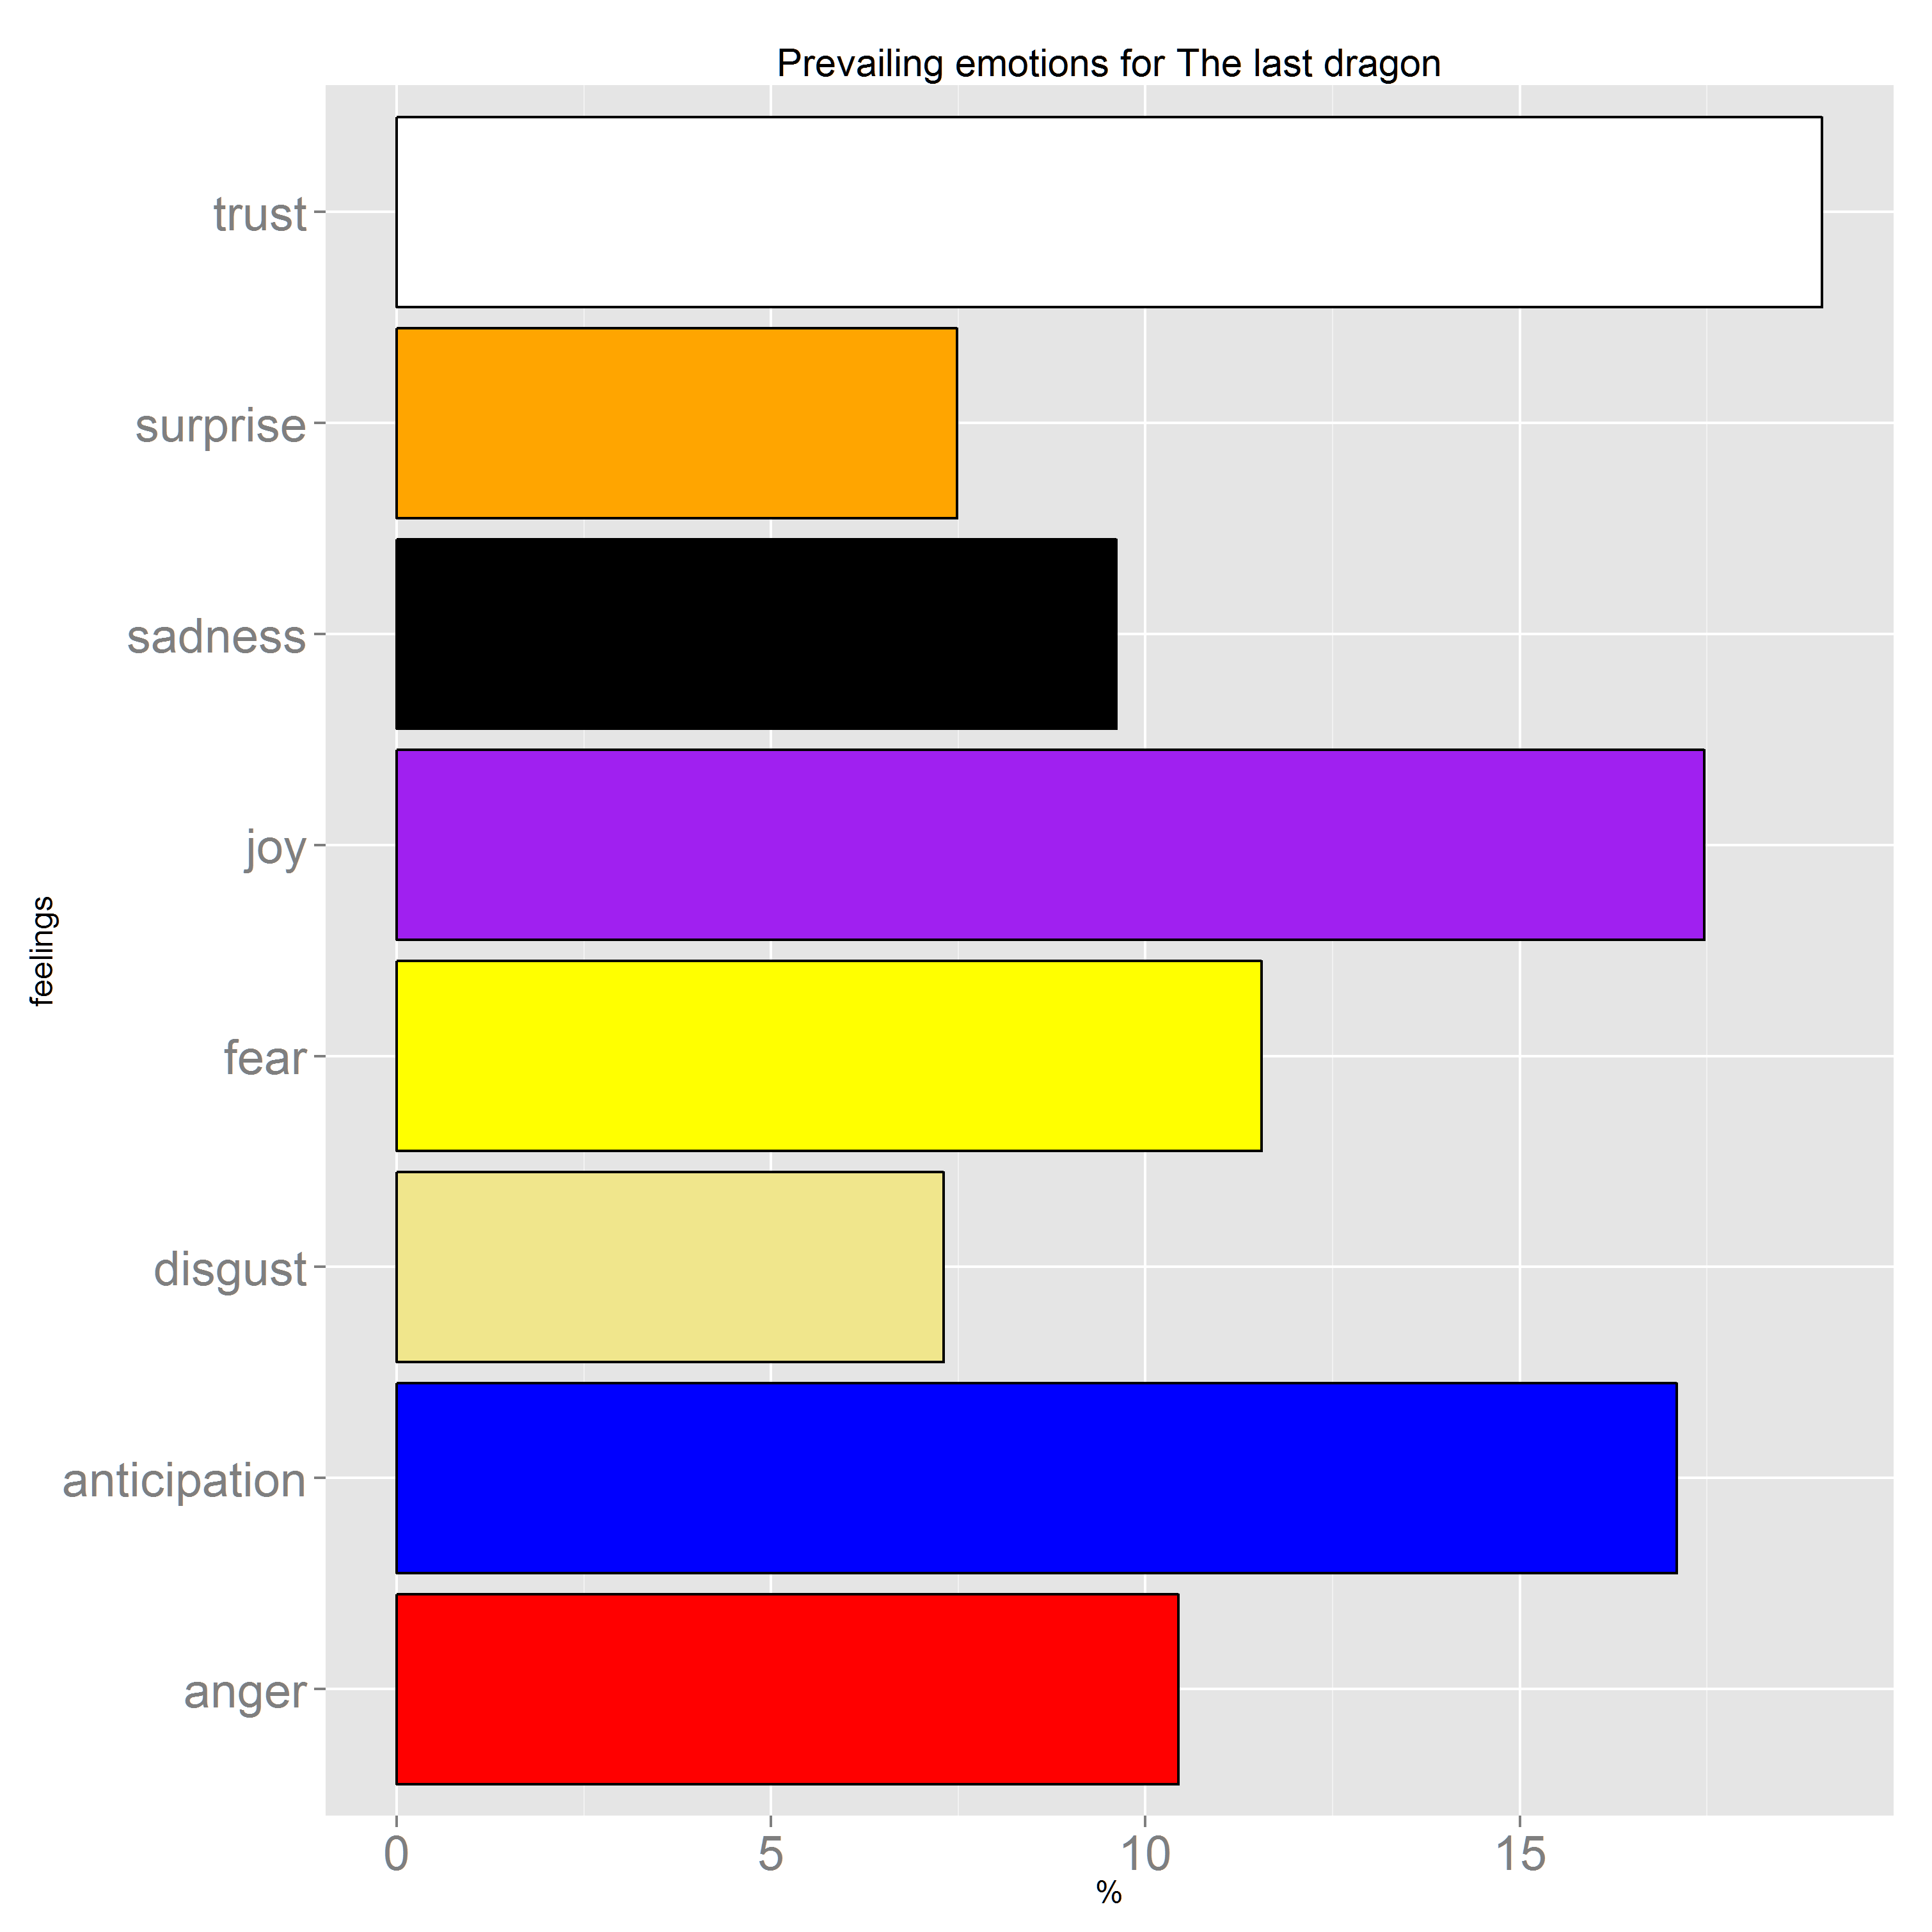 Prevailing emotions for The last dragon
trust
surprise
sadness
joy
fear
disgust
anticipation
anger
feelings
0 5 10 15
%